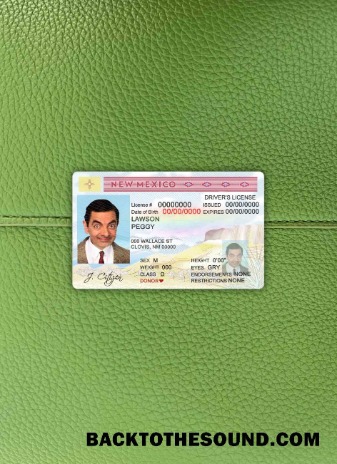 NEW MEXICO
DRIVER'S LICENSE
License # 00000000 ISSUED 00/00/0000
Date of Birth 00/00/0000 EXPIRED 00/00/0000
LAWSON
PEGGY
000 WALLACE ST
CLOVIS, NM 00000
SEX M HEIGHT 0'00"
WEIGHT 000 EYES GRY
CLASS D ENDORSEMENTS NONE
DONOR♥ RESTRICTIONS NONE
BACKTOTHESOUND.COM